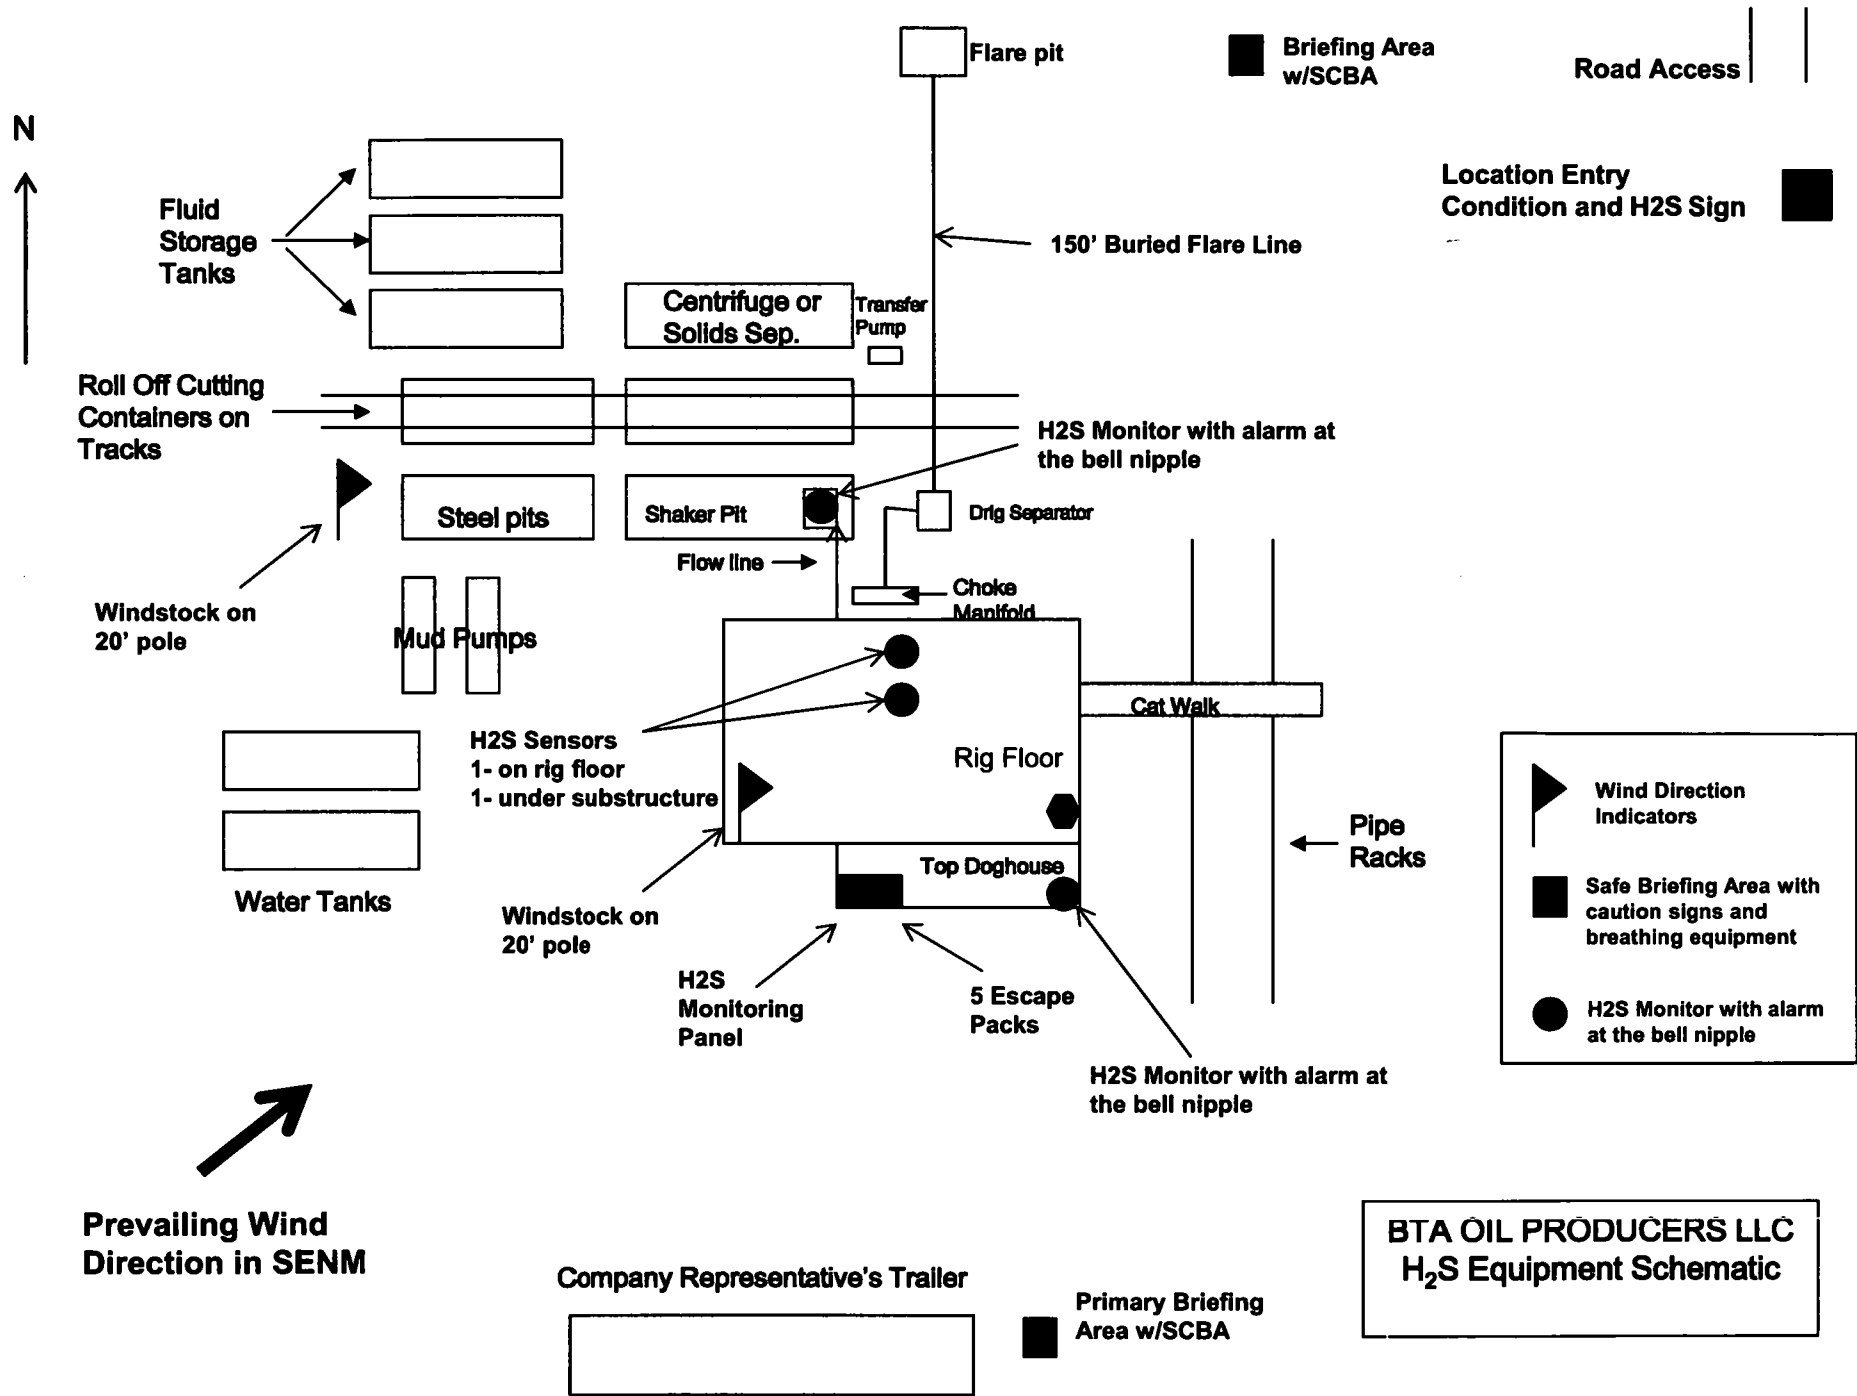 Flare pit
Briefing Area
w/SCBA
Road Access
N
Location Entry
Condition and H2S Sign
Fluid
Storage
Tanks
150' Buried Flare Line
Centrifuge or
Solids Sep.
Transfer
Pump
Roll Off Cutting
Containers on
Tracks
H2S Monitor with alarm at
the bell nipple
Steel pits
Shaker Pit
Drlg Separator
Flow line
Choke
Manifold
Windstock on
20' pole
Mud Pumps
Cat Walk
H2S Sensors
1- on rig floor
1- under substructure
Rig Floor
Wind Direction
Indicators
Pipe
Racks
Top Doghouse
Water Tanks
Safe Briefing Area with
caution signs and
breathing equipment
Windstock on
20' pole
H2S
Monitoring
Panel
5 Escape
Packs
H2S Monitor with alarm
at the bell nipple
H2S Monitor with alarm at
the bell nipple
Prevailing Wind
Direction in SENM
BTA OIL PRODUCERS LLC
H2S Equipment Schematic
Company Representative's Trailer
Primary Briefing
Area w/SCBA